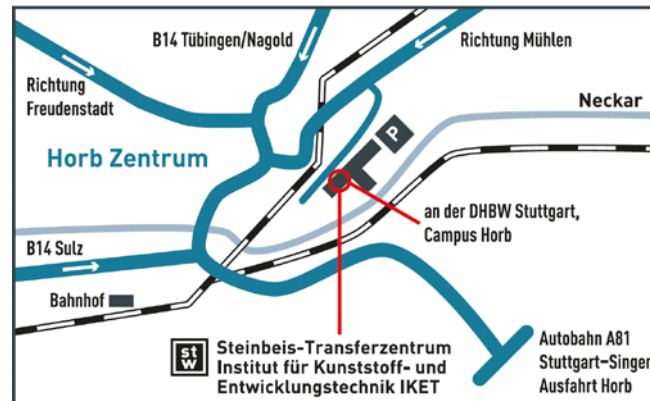 B14 Tübingen/Nagold
Richtung Mühlen
Richtung
Freudenstadt
Neckar
P
Horb Zentrum
an der DHBW Stuttgart,
Campus Horb
B14 Sulz
Bahnhof
stw
Steinbeis-Transferzentrum
Institut für Kunststoff- und
Entwicklungstechnik IKET
Autobahn A81
Stuttgart–Singen
Ausfahrt Horb